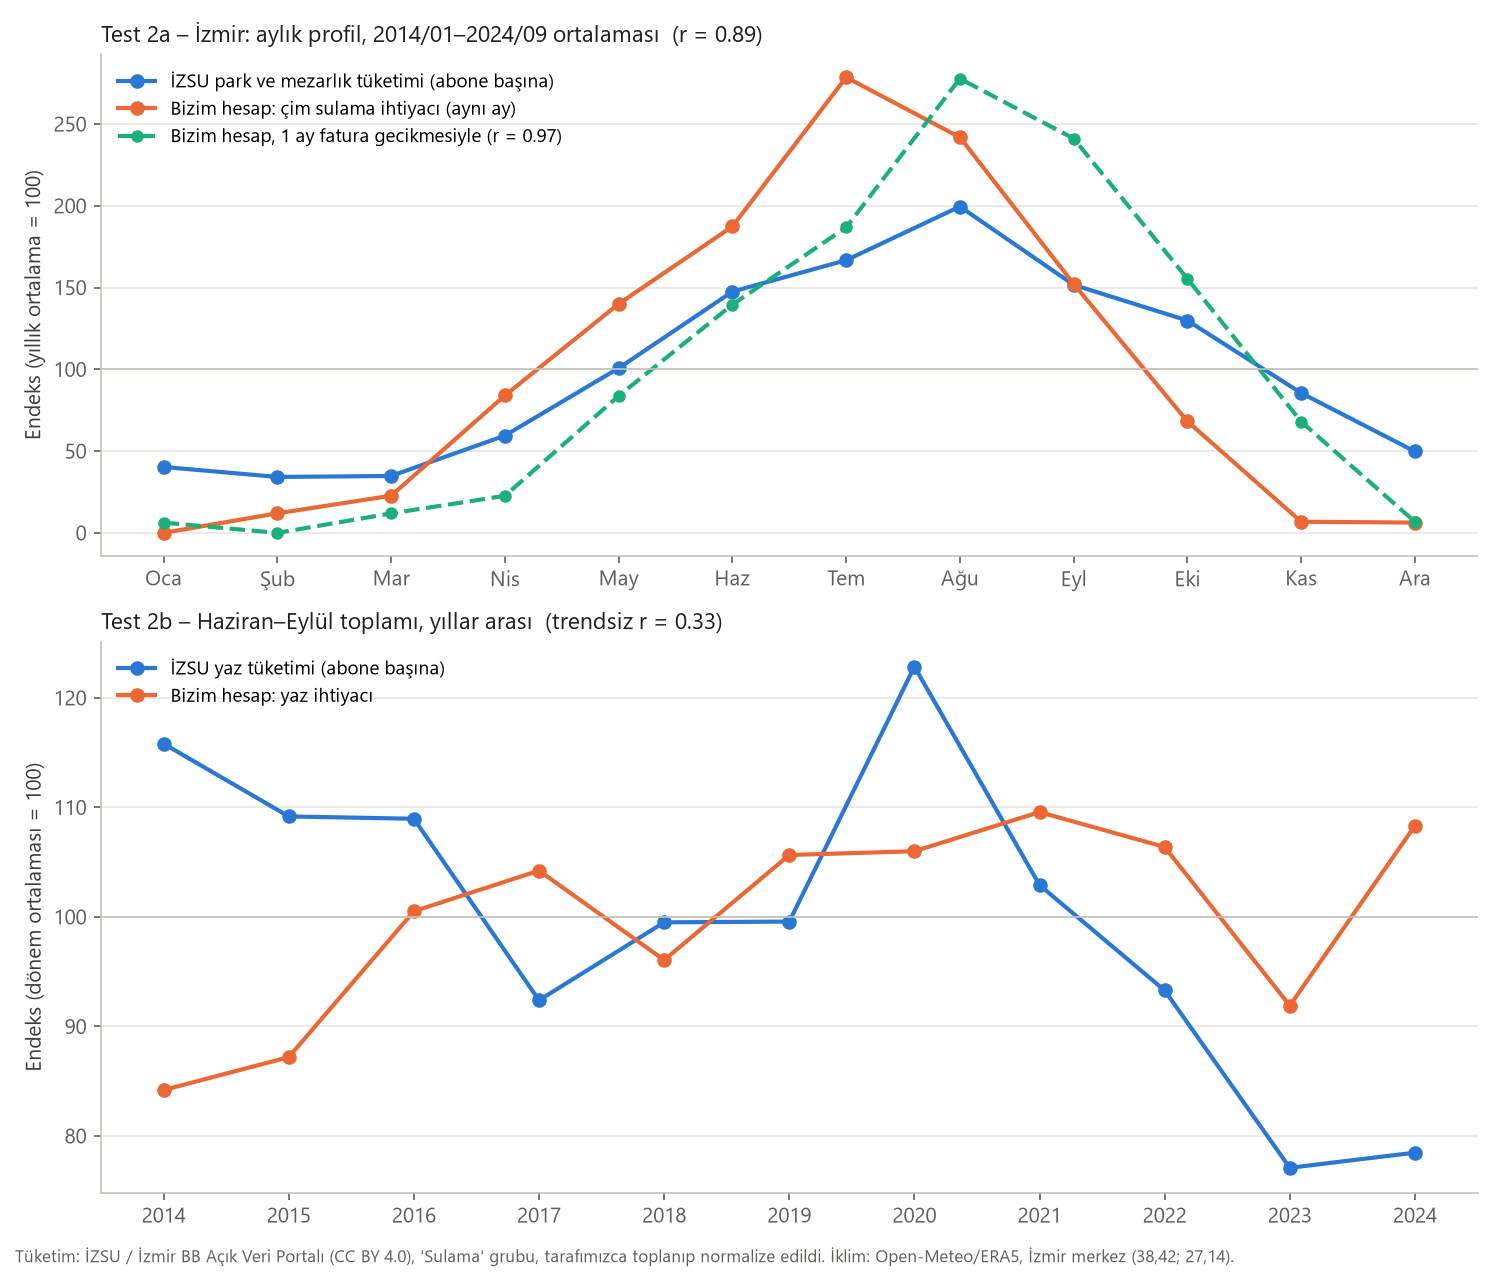 Test 2a – İzmir: aylık profil, 2014/01–2024/09 ortalaması  (r = 0.89)
İZSU park ve mezarlık tüketimi (abone başına)
Bizim hesap: çim sulama ihtiyacı (aynı ay)
Bizim hesap, 1 ay fatura gecikmesiyle (r = 0.97)
Endeks (yıllık ortalama = 100)
250
200
150
100
50
0
Oca Şub Mar Nis May Haz Tem Ağu Eyl Eki Kas Ara
Test 2b – Haziran–Eylül toplamı, yıllar arası  (trendsiz r = 0.33)
İZSU yaz tüketimi (abone başına)
Bizim hesap: yaz ihtiyacı
Endeks (dönem ortalaması = 100)
120
110
100
90
80
2014 2015 2016 2017 2018 2019 2020 2021 2022 2023 2024
Tüketim: İZSU / İzmir BB Açık Veri Portalı (CC BY 4.0), 'Sulama' grubu, tarafımızca toplanıp normalize edildi. İklim: Open-Meteo/ERA5, İzmir merkez (38,42; 27,14).